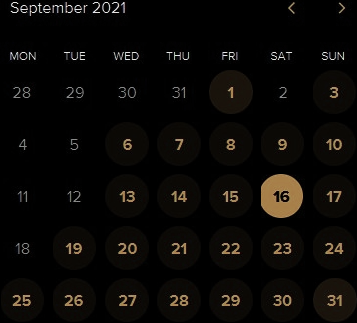 September 2021
MON TUE WED THU FRI SAT SUN
28 29 30 31 1 2 3
4 5 6 7 8 9 10
11 12 13 14 15 16 17
18 19 20 21 22 23 24
25 26 27 28 29 30 31